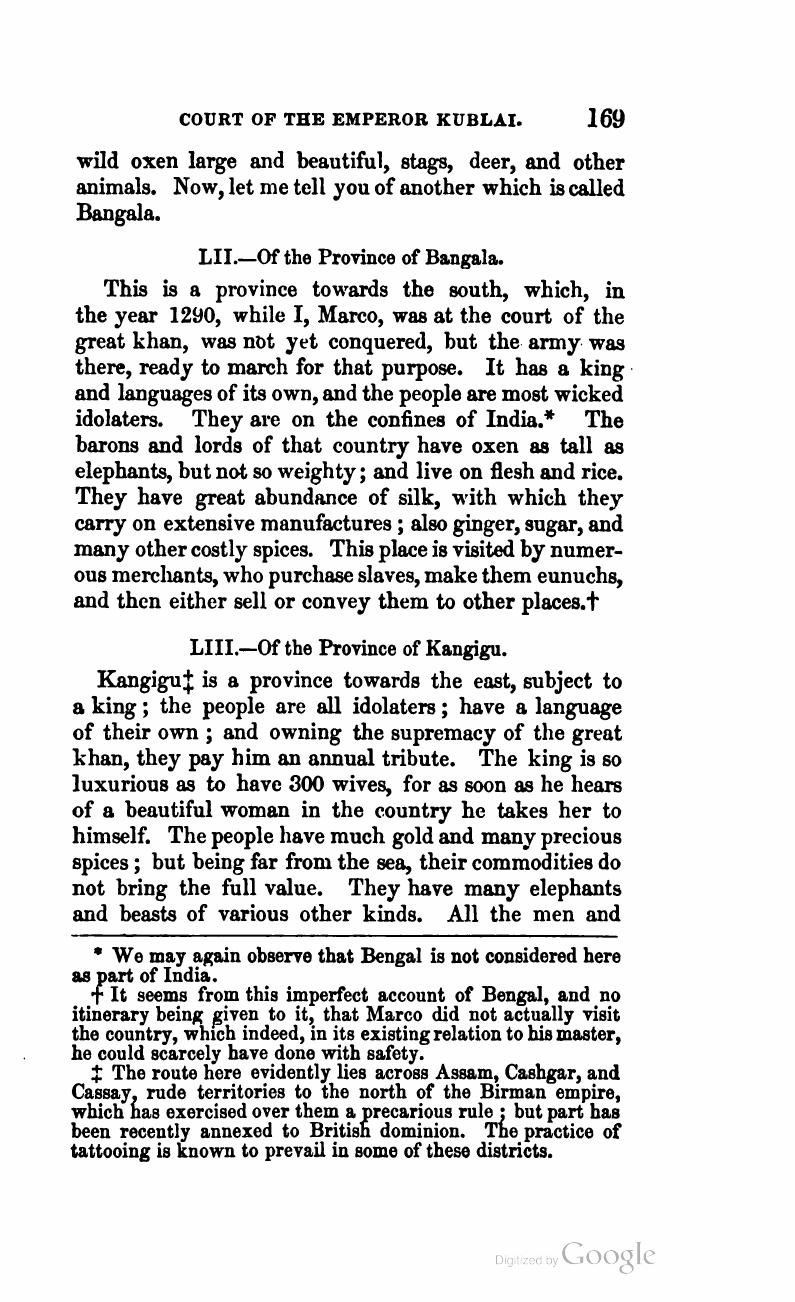 COURT OF THE EMPEROR KUBLAI. 169
wild oxen large and beautiful, stags, deer, and other
animals. Now, let me tell you of another which is called
Bangala.
LII.—Of the Province of Bangala.
This is a province towards the south, which, in
the year 1290, while I, Marco, was at the court of the
great khan, was not yet conquered, but the army was
there, ready to march for that purpose. It has a king
and languages of its own, and the people are most wicked
idolaters. They are on the confines of India.* The
barons and lords of that country have oxen as tall as
elephants, but not so weighty; and live on flesh and rice.
They have great abundance of silk, with which they
carry on extensive manufactures; also ginger, sugar, and
many other costly spices. This place is visited by numer-
ous merchants, who purchase slaves, make them eunuchs,
and then either sell or convey them to other places.†
LIII.—Of the Province of Kangigu.
Kangigu‡ is a province towards the east, subject to
a king; the people are all idolaters; have a language
of their own; and owning the supremacy of the great
khan, they pay him an annual tribute. The king is so
luxurious as to have 300 wives, for as soon as he hears
of a beautiful woman in the country he takes her to
himself. The people have much gold and many precious
spices; but being far from the sea, their commodities do
not bring the full value. They have many elephants
and beasts of various other kinds. All the men and
* We may again observe that Bengal is not considered here
as part of India.
† It seems from this imperfect account of Bengal, and no
itinerary being given to it, that Marco did not actually visit
the country, which indeed, in its existing relation to his master,
he could scarcely have done with safety.
‡ The route here evidently lies across Assam, Cashgar, and
Cassay, rude territories to the north of the Birman empire,
which has exercised over them a precarious rule; but part has
been recently annexed to British dominion. The practice of
tattooing is known to prevail in some of these districts.
Digitized by Google